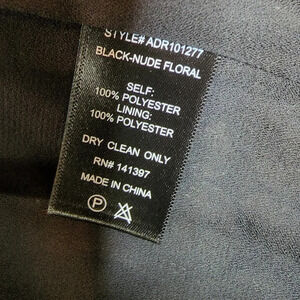 STYLE# ADR101277
BLACK-NUDE FLORAL
SELF:
100% POLYESTER
LINING:
100% POLYESTER
DRY CLEAN ONLY
RN# 141397
MADE IN CHINA
P